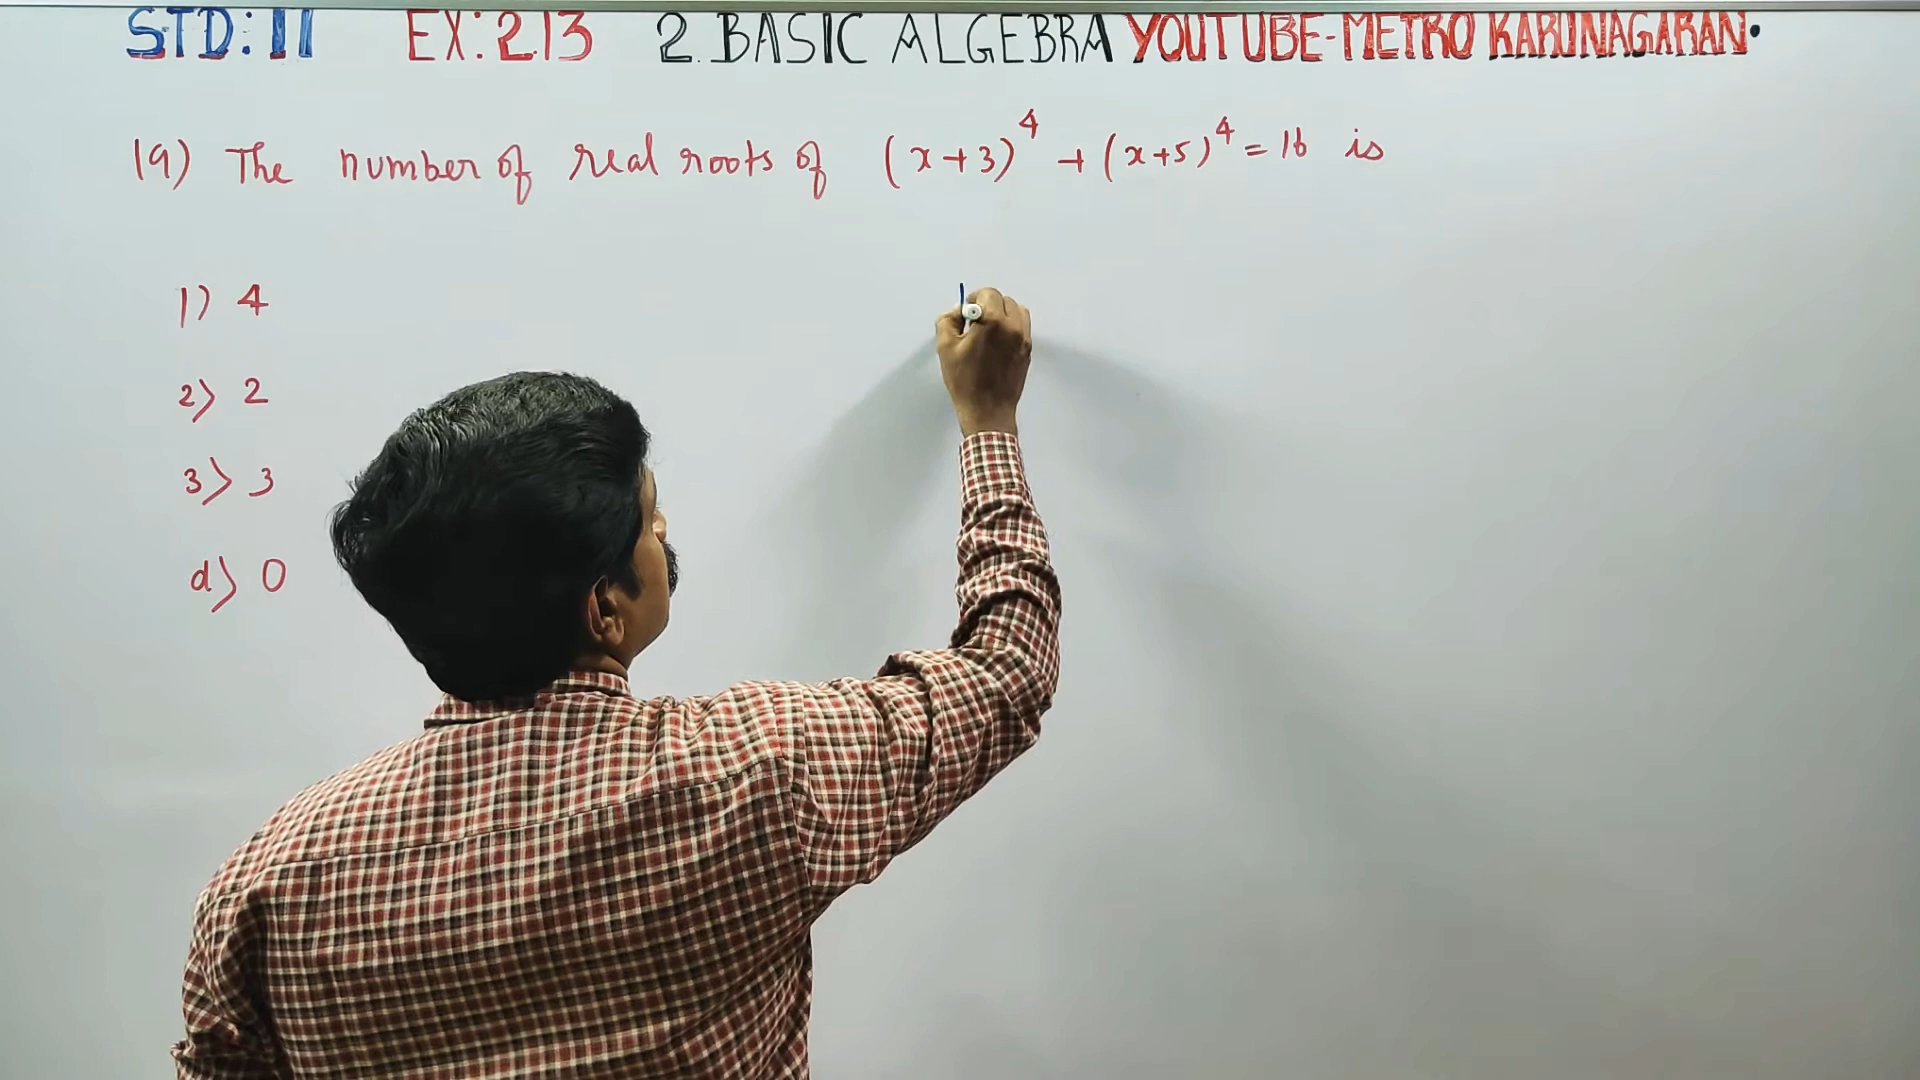 STD: 11 EX: 2.13 2. BASIC ALGEBRA YOUTUBE-METRO KARUNAGARAN.
19) The number of real roots of (x+3)⁴ + (x+5)⁴ = 16 is
1) 4
2) 2
3) 3
d) 0